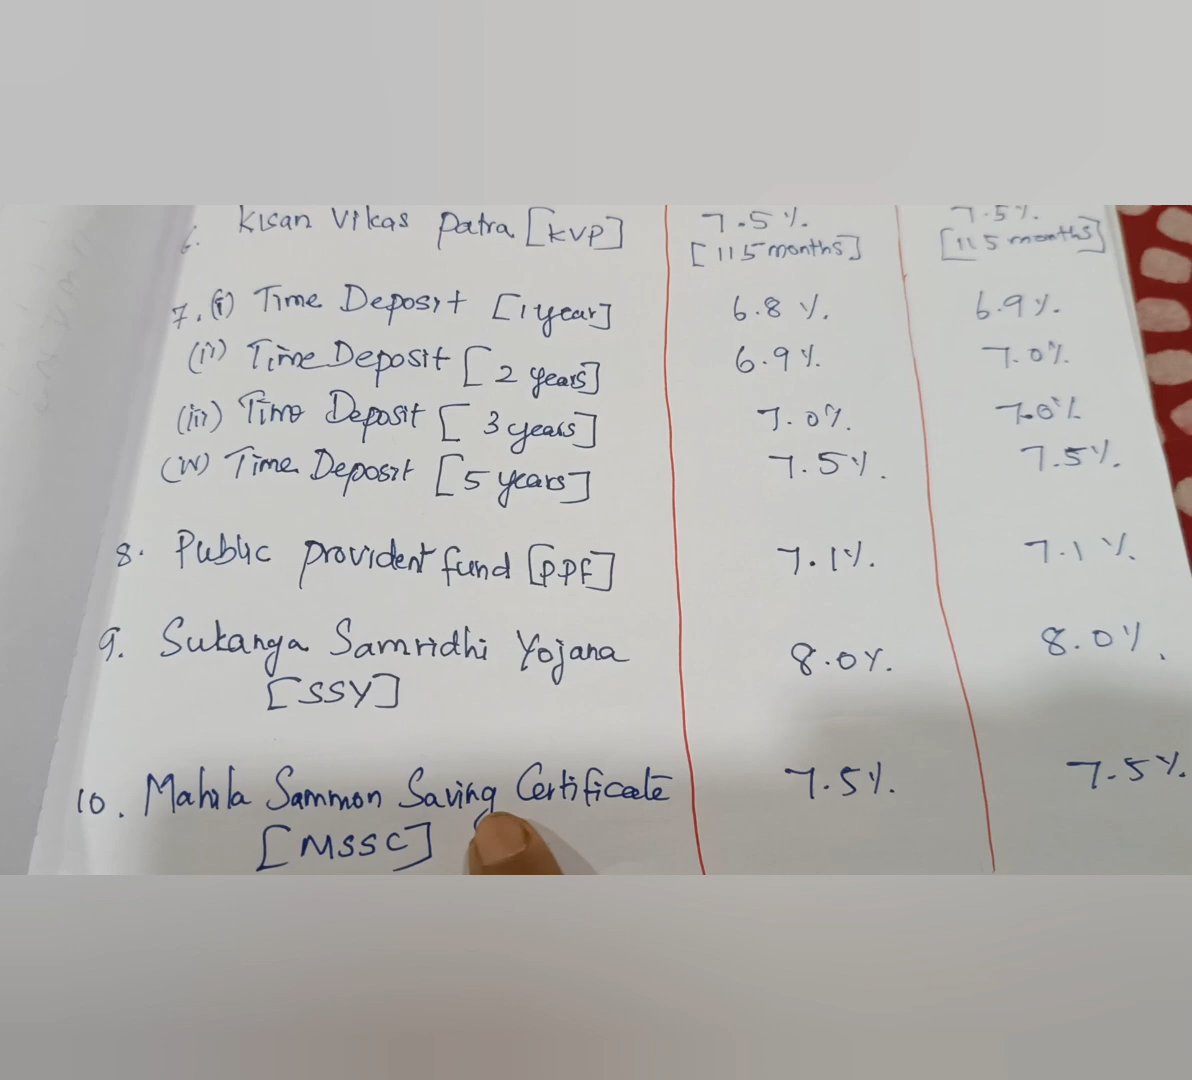 6. Kisan Vikas Patra [KVP] 7.5% 7.5%
[115 months] [115 months]
7. (i) Time Deposit [1 year] 6.8 %. 6.9%.
(ii) Time Deposit [2 years] 6.9%. 7.0%.
(iii) Time Deposit [3 years] 7.0%. 7.0%
(iv) Time Deposit [5 years] 7.5%. 7.5%.
8. Public provident fund [PPF] 7.1%. 7.1%
9. Sukanya Samridhi Yojana 8.0%. 8.0%.
[SSY]
10. Mahila Sammon Saving Certificate 7.5%. 7.5%.
[MSSC]